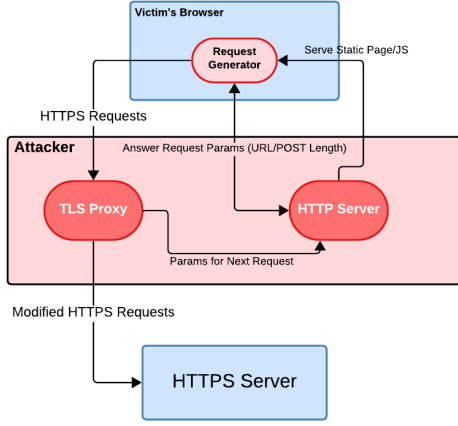 Victim's Browser
Request
Generator
Serve Static Page/JS
HTTPS Requests
Attacker
Answer Request Params (URL/POST Length)
TLS Proxy
HTTP Server
Params for Next Request
Modified HTTPS Requests
HTTPS Server